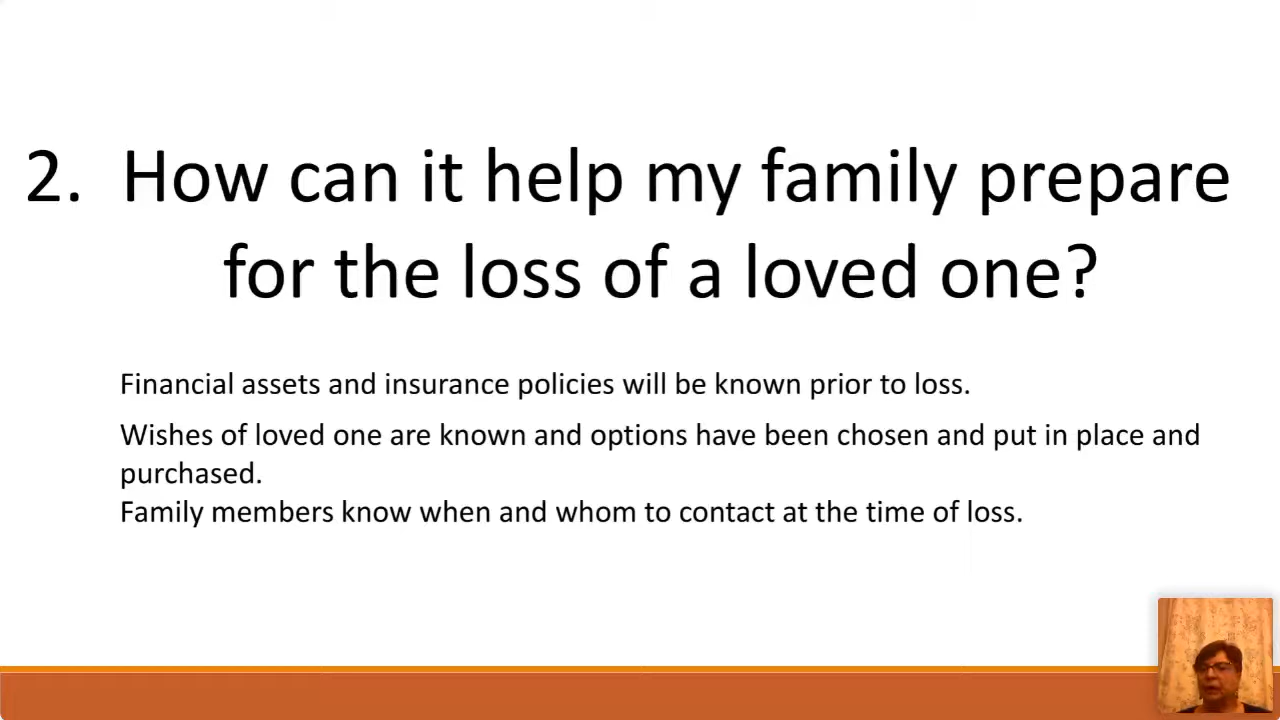 2. How can it help my family prepare
for the loss of a loved one?
Financial assets and insurance policies will be known prior to loss.
Wishes of loved one are known and options have been chosen and put in place and
purchased.
Family members know when and whom to contact at the time of loss.